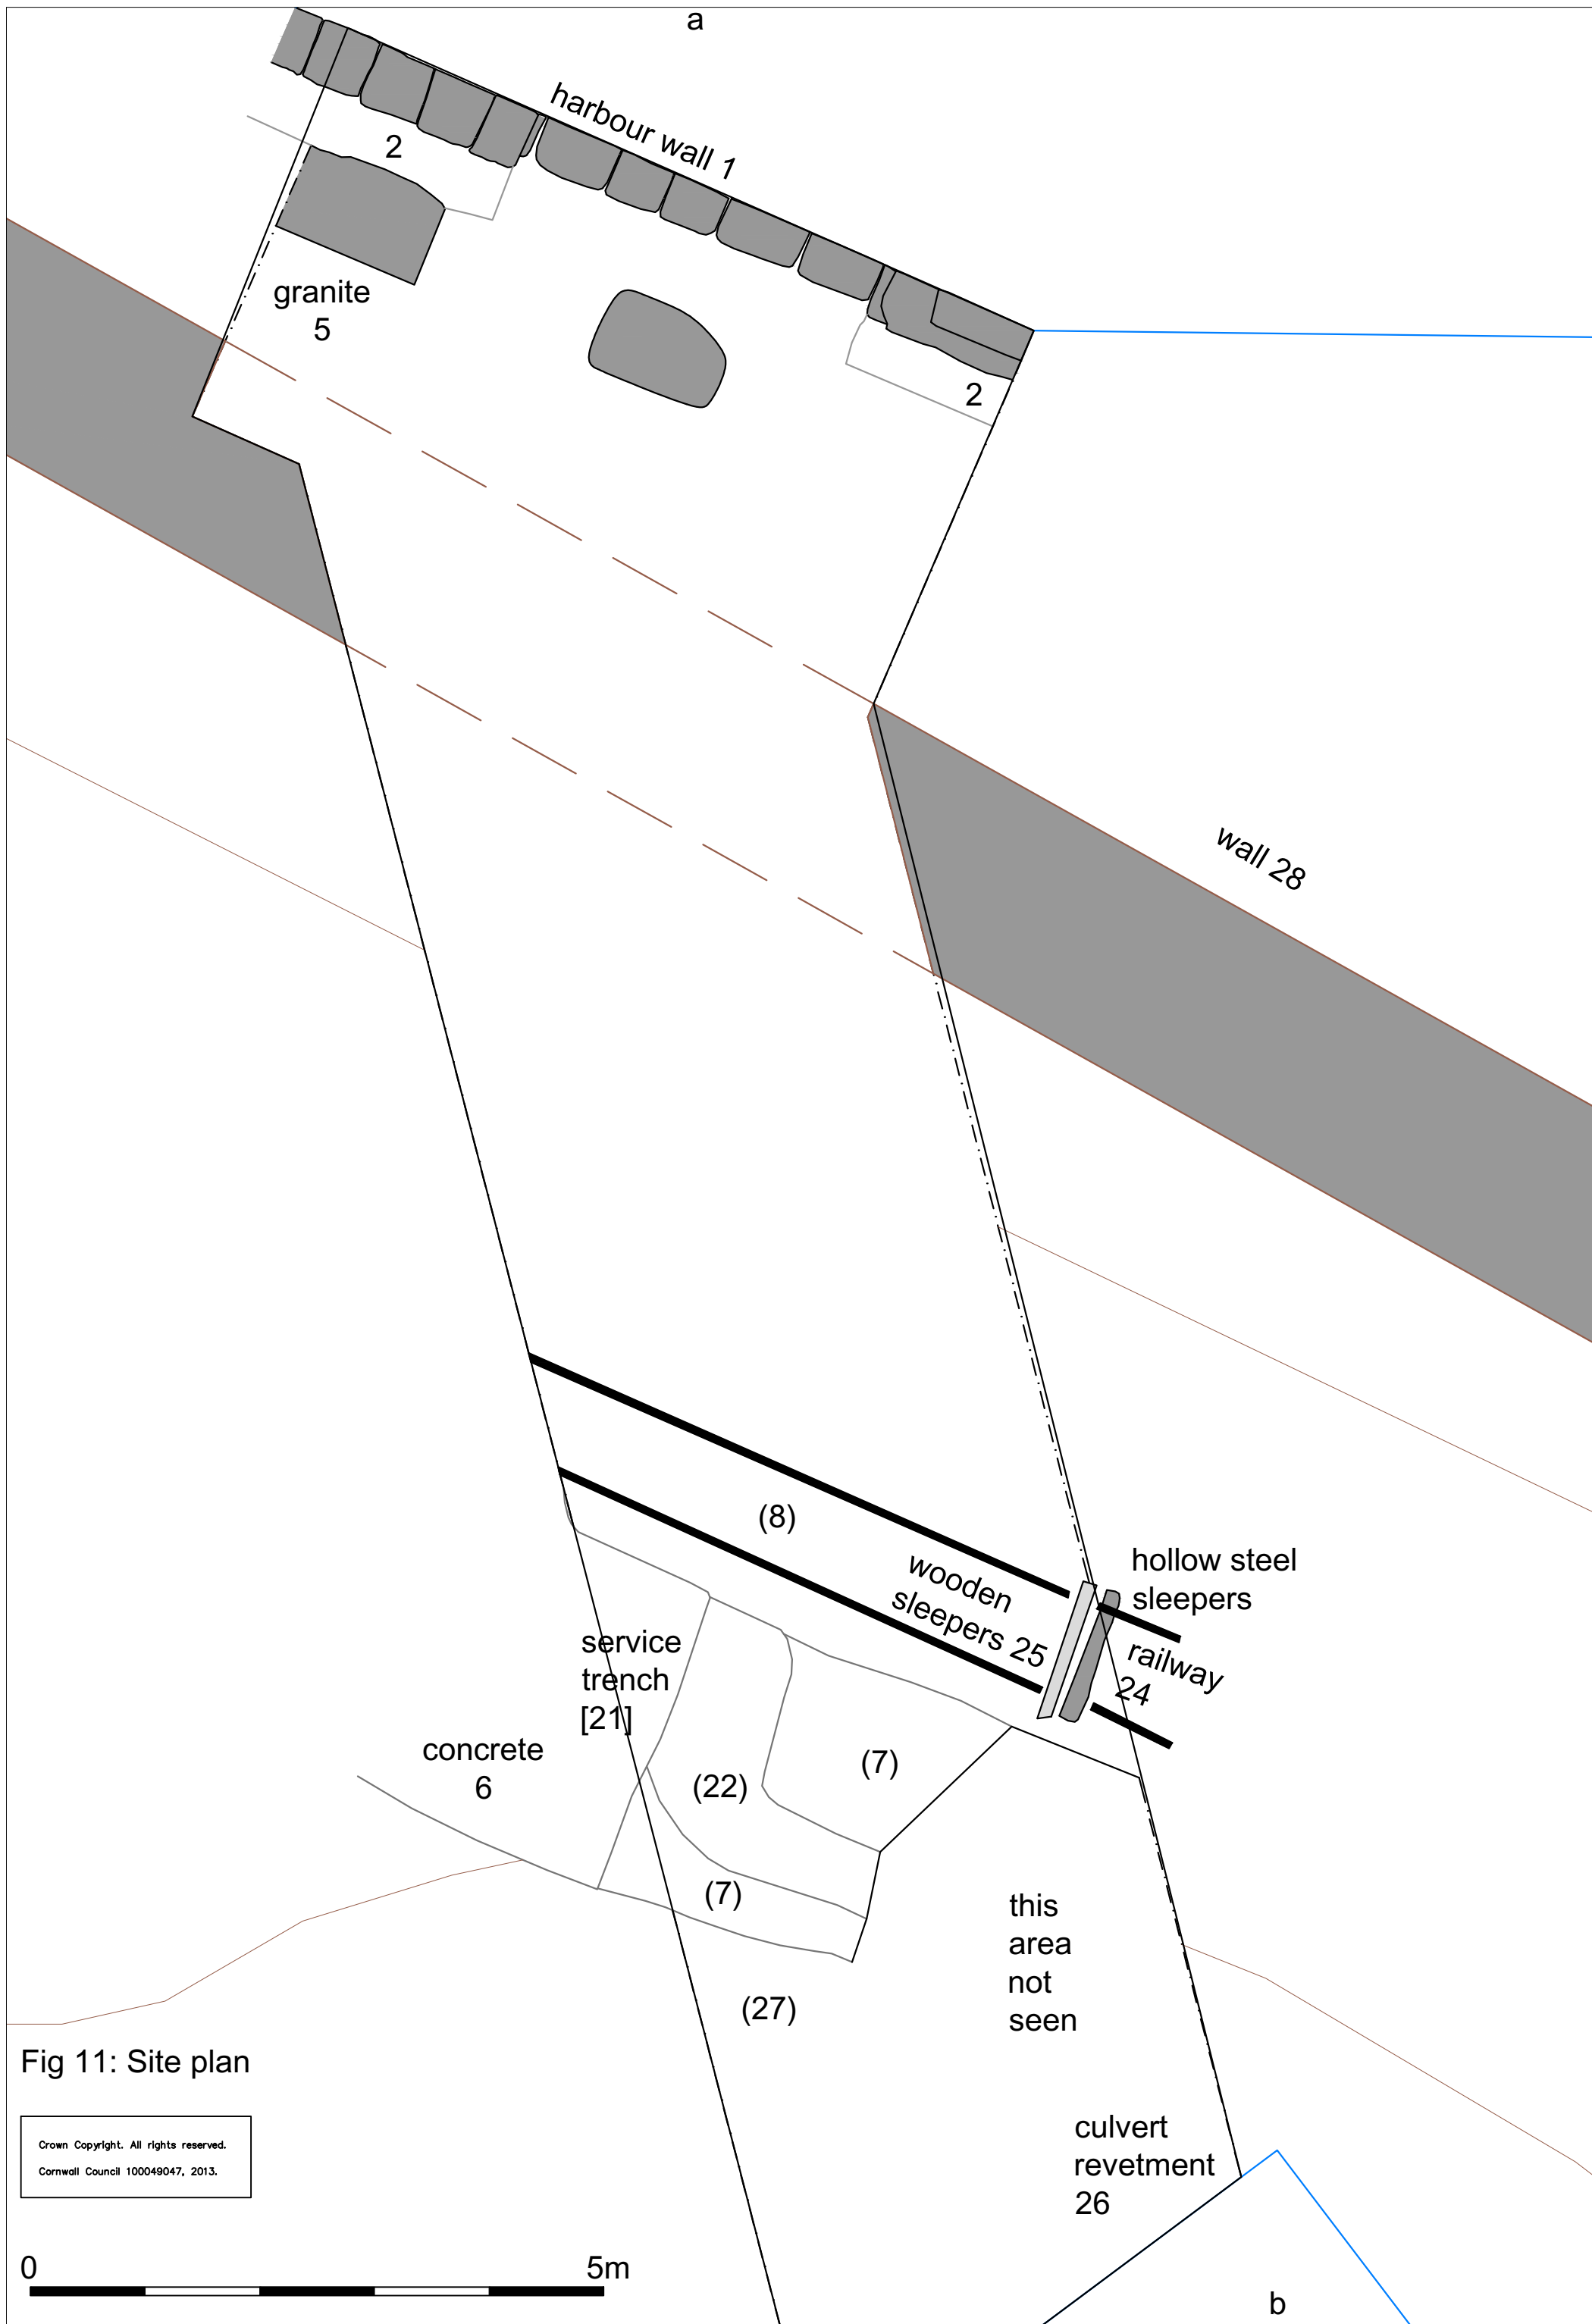 a
harbour wall 1
2
granite
5
2
wall 28
(8)
wooden
sleepers 25
hollow steel
sleepers
railway
24
service
trench
[21]
concrete
6
(22)
(7)
(7)
(27)
this
area
not
seen
Fig 11: Site plan
Crown Copyright. All rights reserved.
Cornwall Council 100049047, 2013.
culvert
revetment
26
0 5m
b